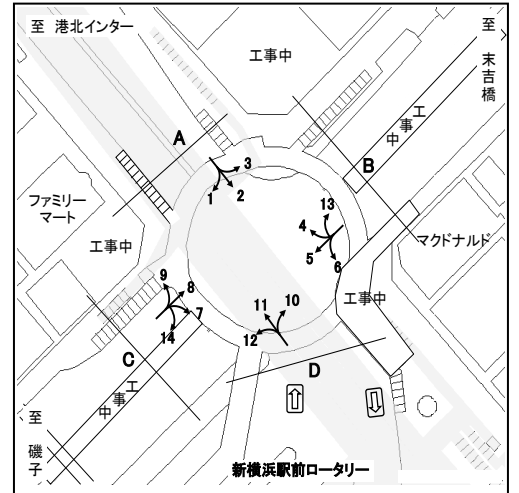 至 港北インター
工事中
至
末吉橋
工事中
A
3
1
2
B
ファミリー
マート
13
4
5
6
マクドナルド
工事中
9
8
7
14
工事中
11
10
12
C
D
工事中
至
磯子
新横浜駅前ロータリー